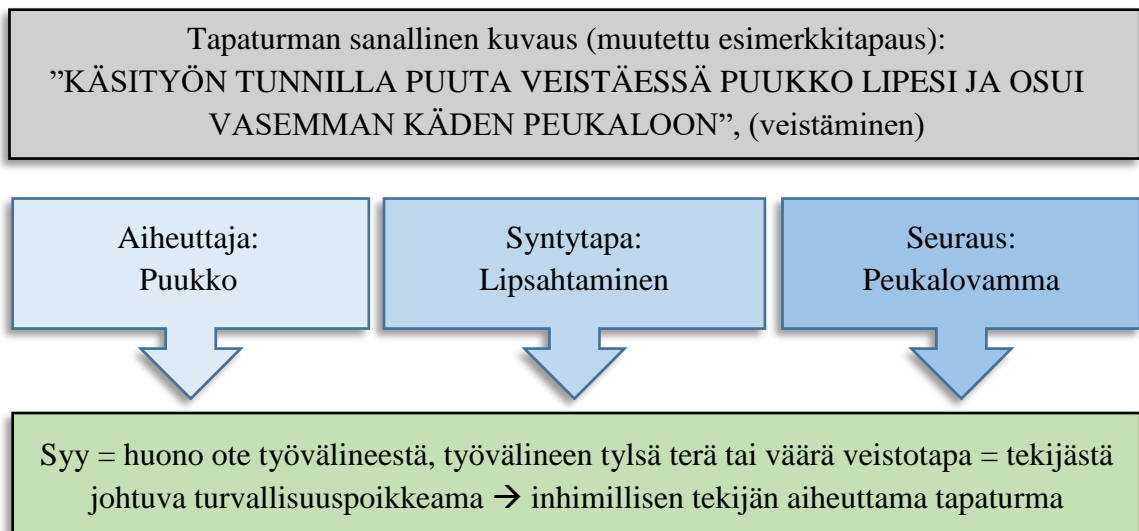 Tapaturman sanallinen kuvaus (muutettu esimerkkitapaus):
”KÄSITYÖN TUNNILLA PUUTA VEISTÄESSÄ PUUKKO LIPESI JA OSUI
VASEMMAN KÄDEN PEUKALOON”, (veistäminen)
Aiheuttaja:
Puukko
Syntytapa:
Lipsahtaminen
Seuraus:
Peukalovamma
Syy = huono ote työvälineestä, työvälineen tylsä terä tai väärä veistotapa = tekijästä
johtuva turvallisuuspoikkeama → inhimillisen tekijän aiheuttama tapaturma